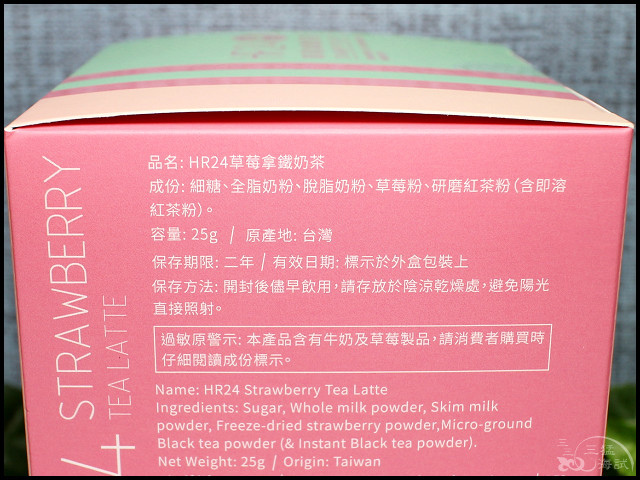 品名: HR24草莓拿鐵奶茶
成份: 細糖、全脂奶粉、脫脂奶粉、草莓粉、研磨紅茶粉(含即溶
紅茶粉)。
容量: 25g / 原產地: 台灣
保存期限: 二年 / 有效日期: 標示於外盒包裝上
保存方法: 開封後儘早飲用,請存放於陰涼乾燥處,避免陽光
直接照射。
過敏原警示: 本產品含有牛奶及草莓製品,請消費者購買時
仔細閱讀成份標示。
Name: HR24 Strawberry Tea Latte
Ingredients: Sugar, Whole milk powder, Skim milk
powder, Freeze-dried strawberry powder,Micro-ground
Black tea powder (& Instant Black tea powder).
Net Weight: 25g / Origin: Taiwan
4 STRAWBERRY
TEA LATTE
三猛
海試